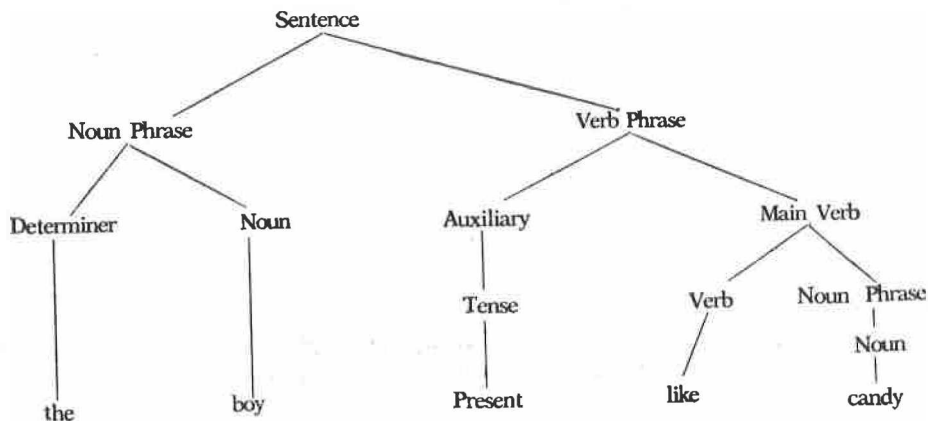 Sentence
Noun Phrase Verb Phrase
Determiner Noun Auxiliary Main Verb
Tense Verb Noun Phrase
Noun
the boy Present like candy